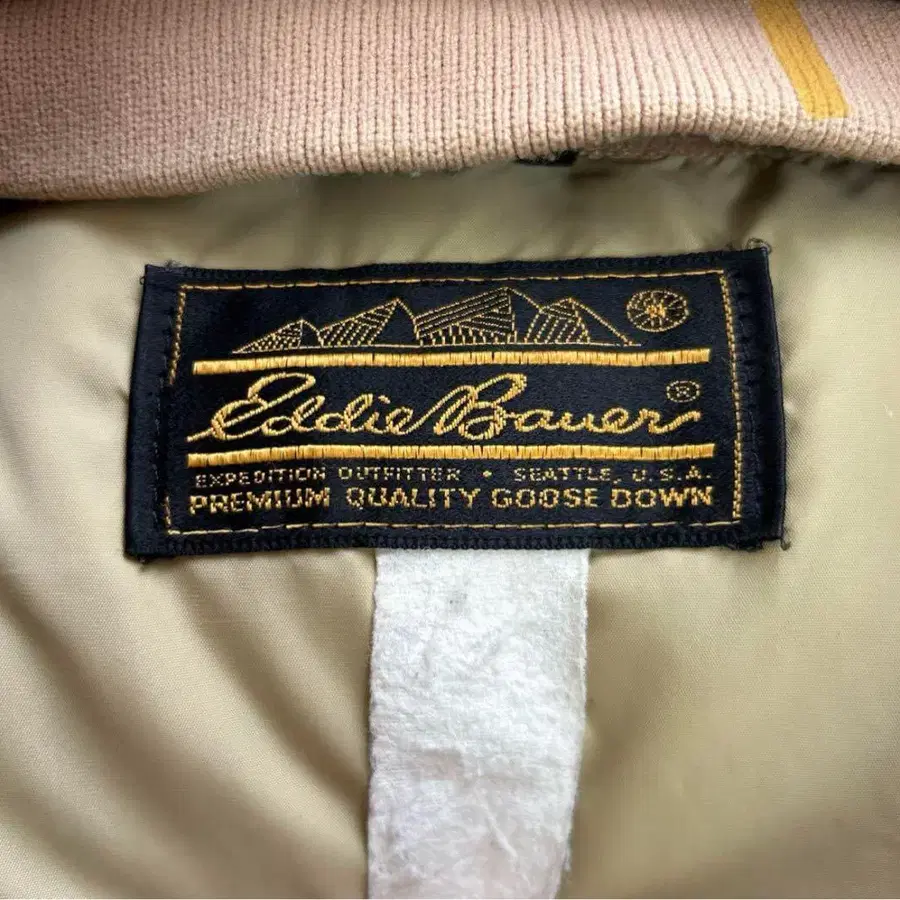 Eddie Bauer ®
EXPEDITION OUTFITTER • SEATTLE, U.S.A.
PREMIUM QUALITY GOOSE DOWN